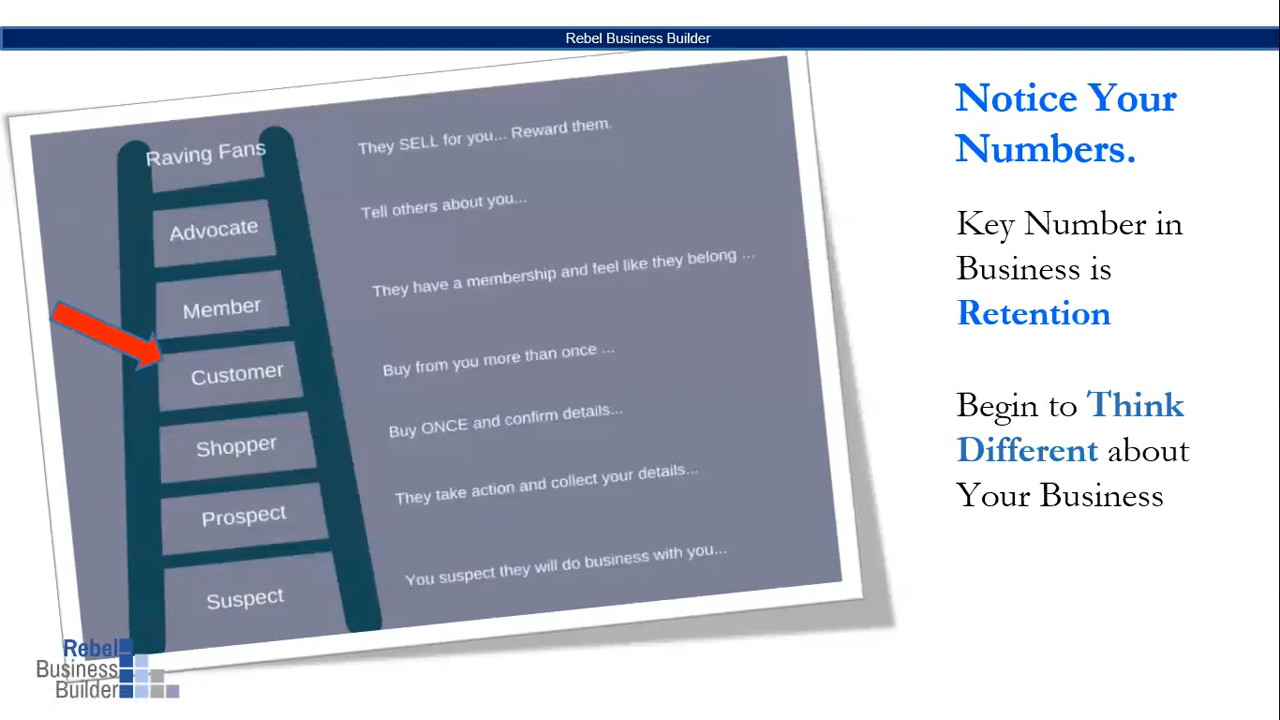 Rebel Business Builder
Raving Fans
They SELL for you... Reward them.
Advocate
Tell others about you...
Member
They have a membership and feel like they belong ...
Customer
Buy from you more than once ...
Shopper
Buy ONCE and confirm details...
Prospect
They take action and collect your details...
Suspect
You suspect they will do business with you...
Notice Your
Numbers.
Key Number in
Business is
Retention
Begin to Think
Different about
Your Business
Rebel
Business
Builder